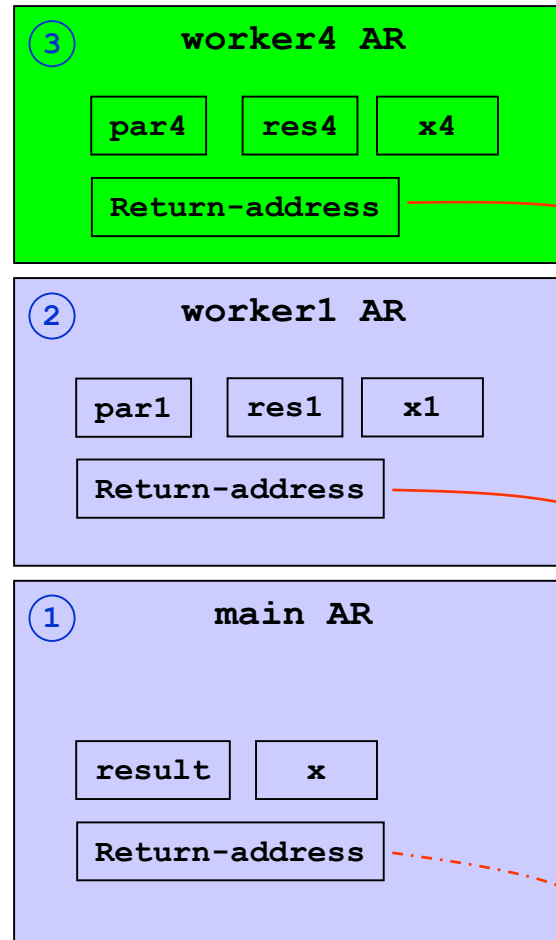 3 worker4 AR
par4 res4 x4
Return-address
2 worker1 AR
par1 res1 x1
Return-address
1 main AR
result x
Return-address